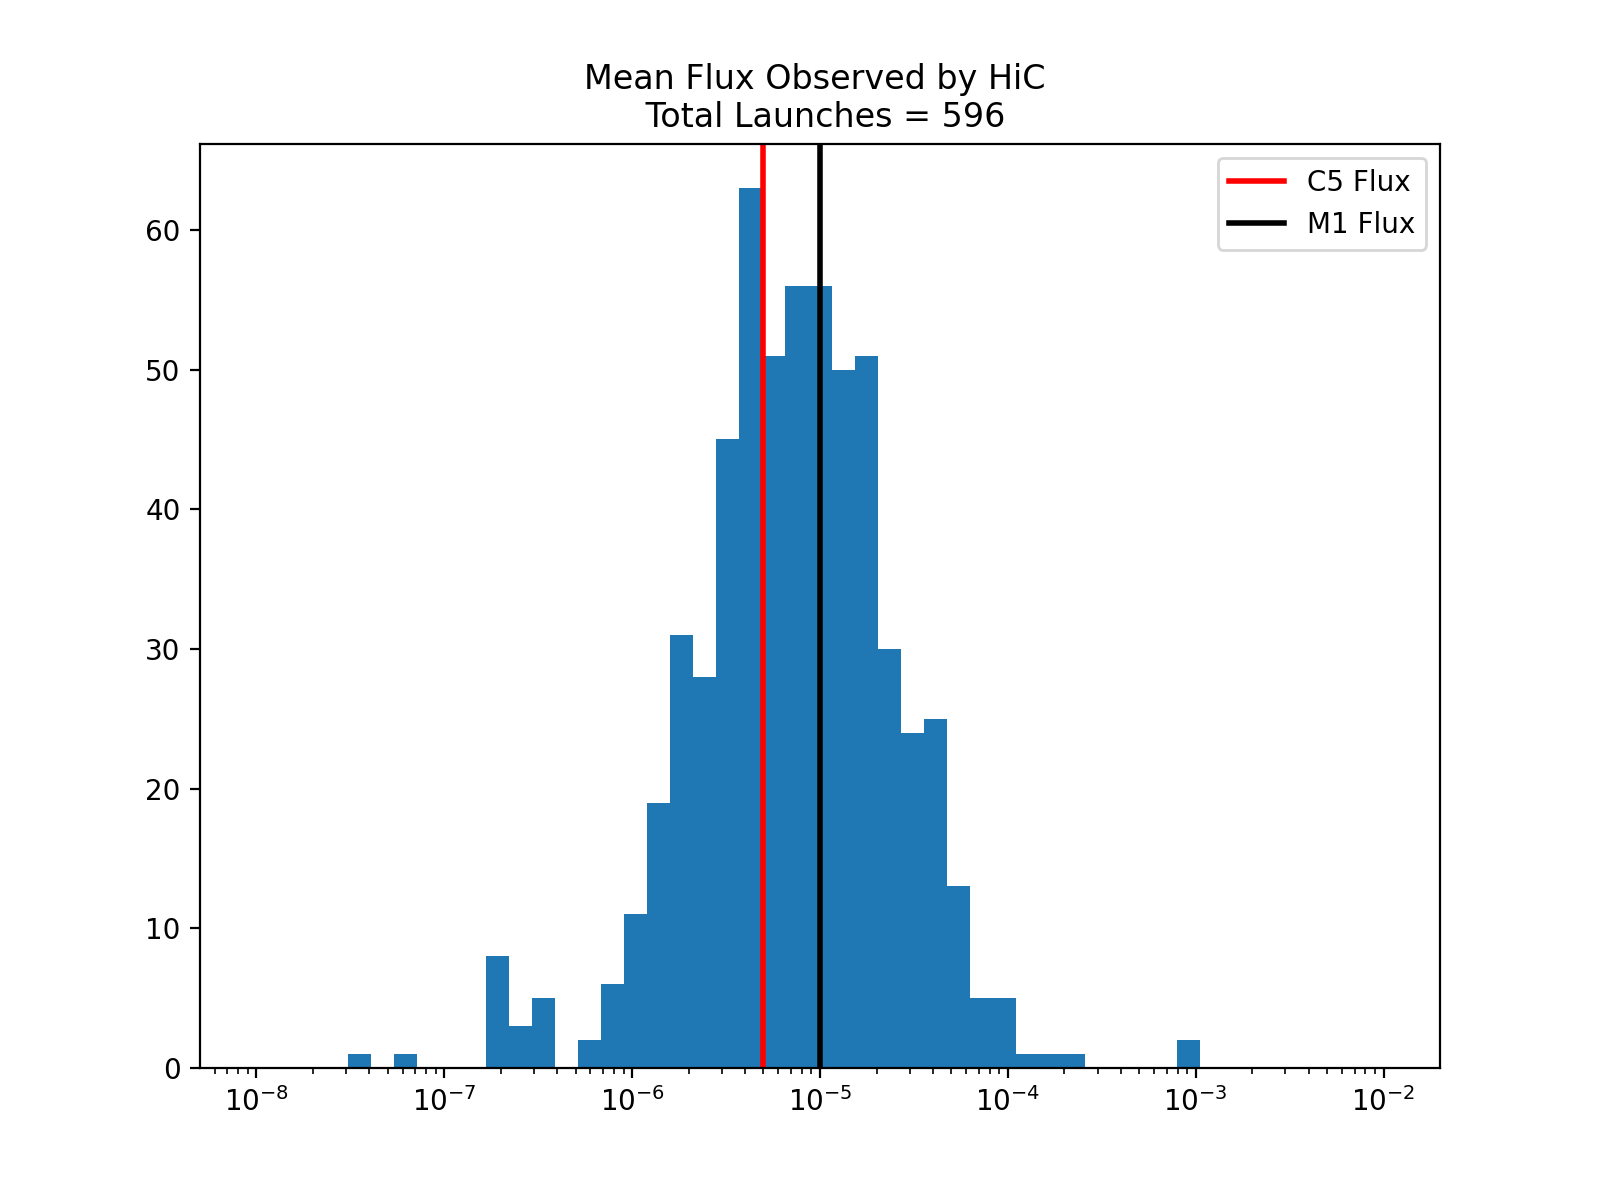 Mean Flux Observed by HiC
Total Launches = 596
C5 Flux
M1 Flux
60
50
40
30
20
10
0
10⁻⁸ 10⁻⁷ 10⁻⁶ 10⁻⁵ 10⁻⁴ 10⁻³ 10⁻²